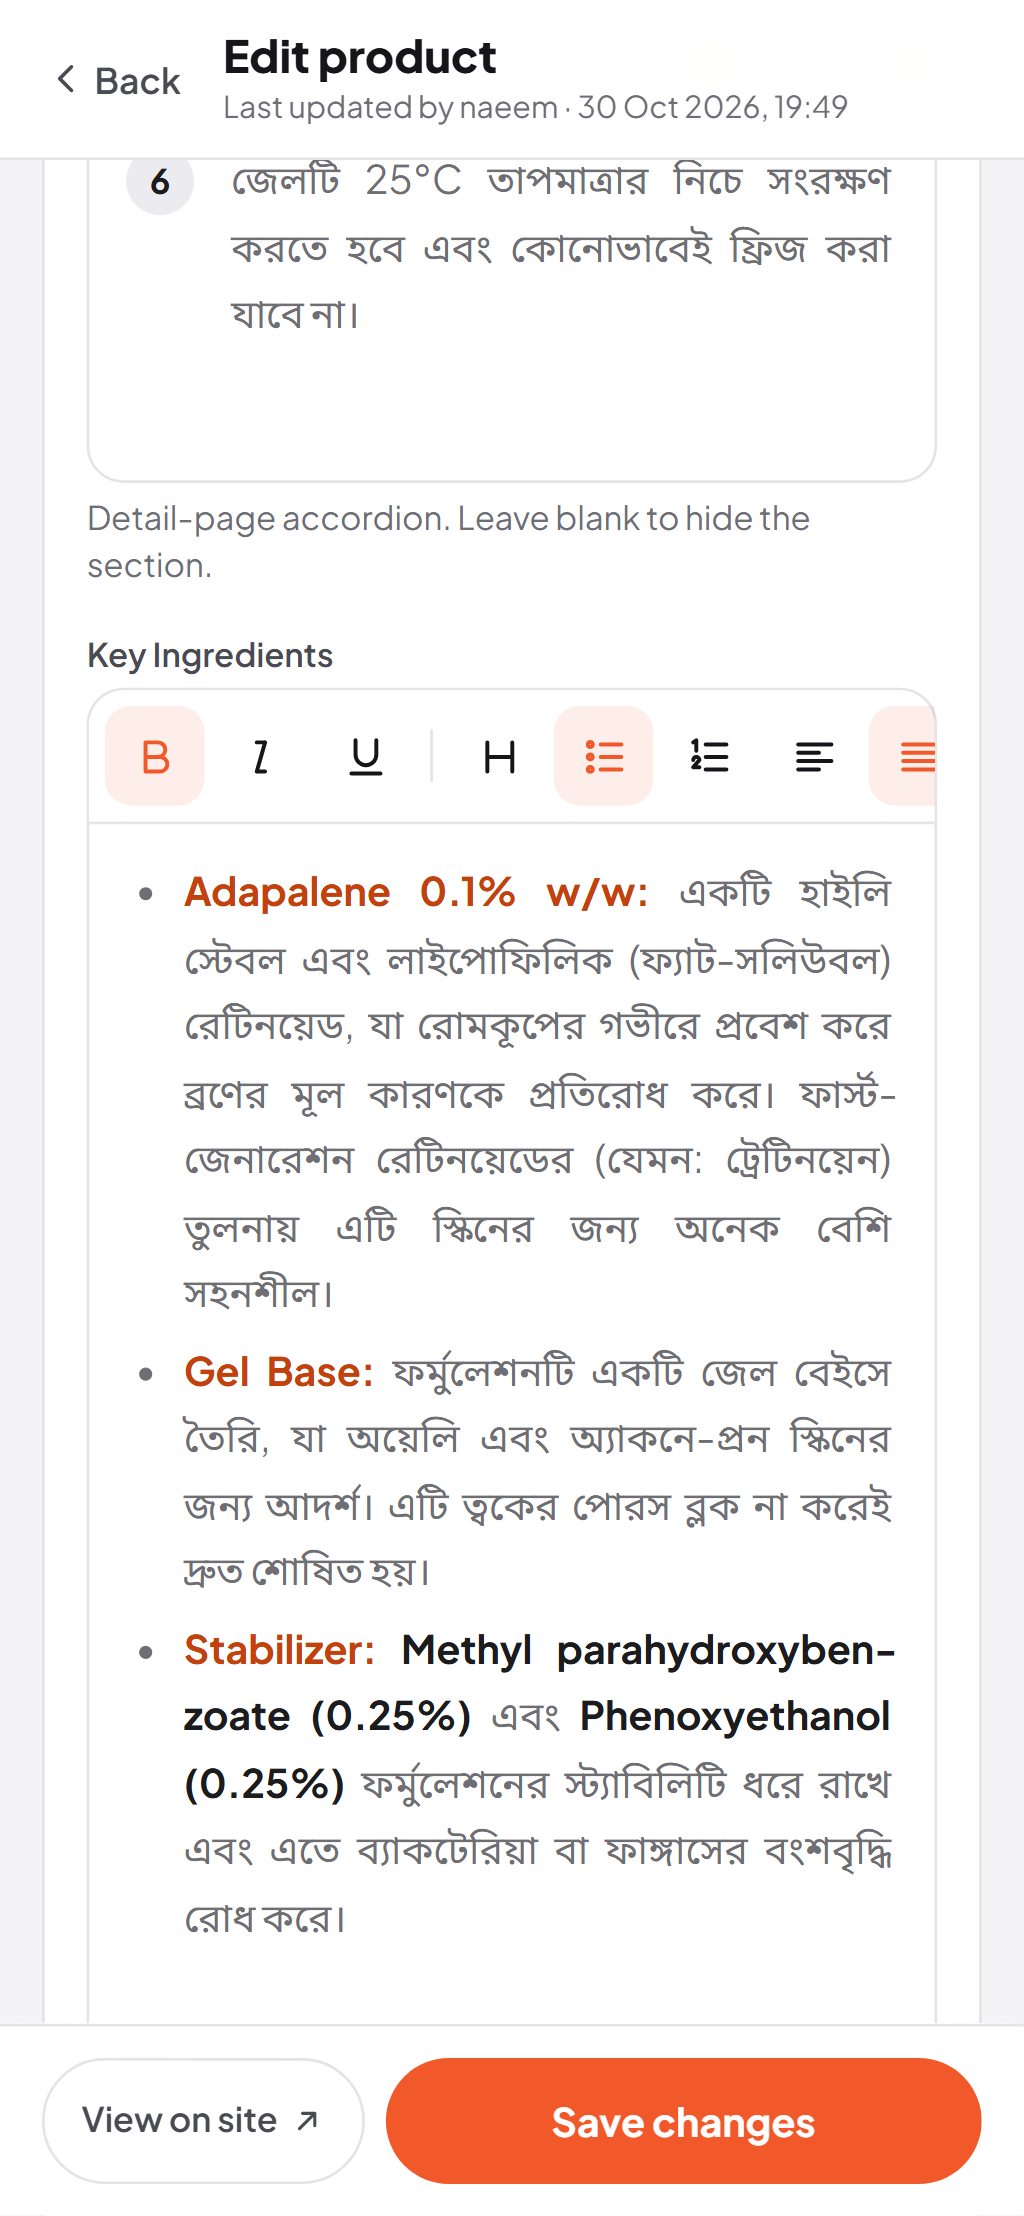 Back
Edit product
Last updated by naeem · 30 Oct 2026, 19:49
6
জেলটি 25°C তাপমাত্রার নিচে সংরক্ষণ
করতে হবে এবং কোনোভাবেই ফ্রিজ করা
যাবে না।
Detail-page accordion. Leave blank to hide the
section.
Key Ingredients
B I U H
• Adapalene 0.1% w/w: একটি হাইলি
স্টেবল এবং লাইপোফিলিক (ফ্যাট-সলিউবল)
রেটিনয়েড, যা রোমকূপের গভীরে প্রবেশ করে
ব্রণের মূল কারণকে প্রতিরোধ করে। ফার্স্ট-
জেনারেশন রেটিনয়েডের (যেমন: ট্রেটিনয়েন)
তুলনায় এটি স্কিনের জন্য অনেক বেশি
সহনশীল।
• Gel Base: ফর্মুলেশনটি একটি জেল বেইসে
তৈরি, যা অয়েলি এবং অ্যাকনে-প্রন স্কিনের
জন্য আদর্শ। এটি ত্বকের পোরস ব্লক না করেই
দ্রুত শোষিত হয়।
• Stabilizer: Methyl parahydroxyben-
zoate (0.25%) এবং Phenoxyethanol
(0.25%) ফর্মুলেশনের স্ট্যাবিলিটি ধরে রাখে
এবং এতে ব্যাকটেরিয়া বা ফাঙ্গাসের বংশবৃদ্ধি
রোধ করে।
View on site ↗
Save changes